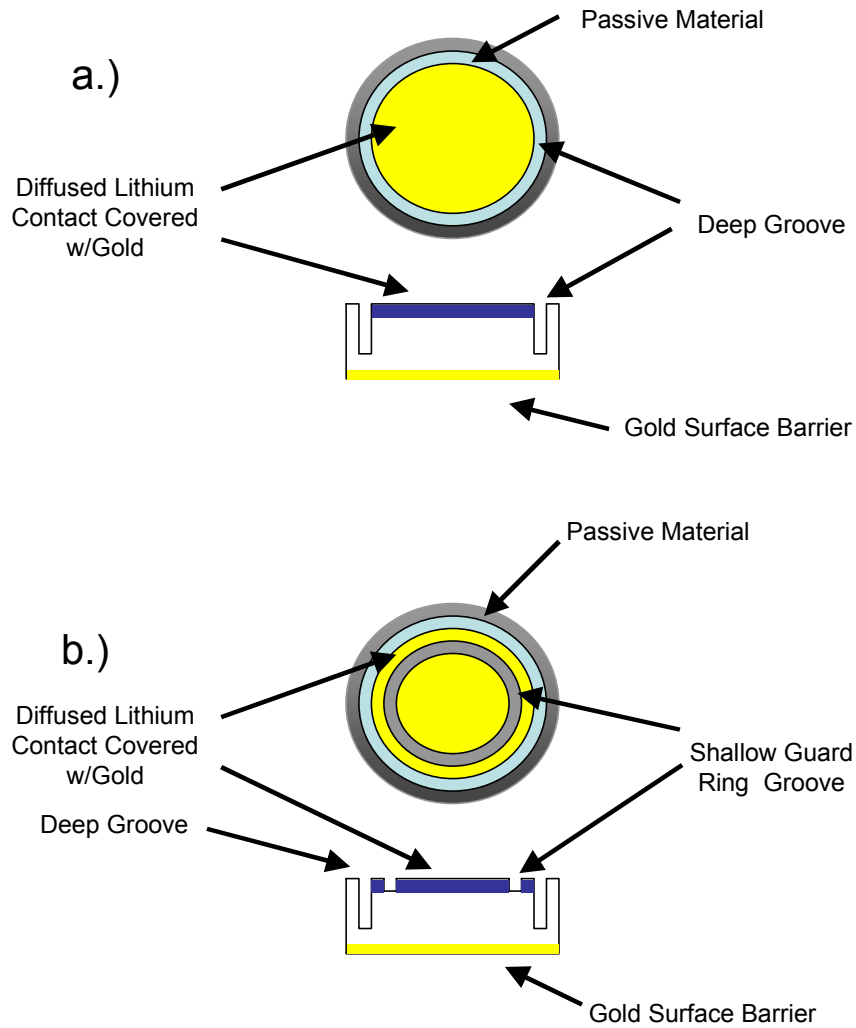 Passive Material
a.)
Diffused Lithium
Contact Covered
w/Gold
Deep Groove
Gold Surface Barrier
Passive Material
b.)
Diffused Lithium
Contact Covered
w/Gold
Shallow Guard
Ring Groove
Deep Groove
Gold Surface Barrier